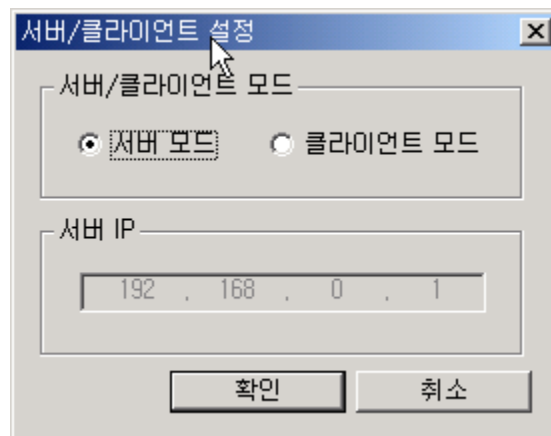 서버/클라이언트 설정
서버/클라이언트 모드
서버 모드 클라이언트 모드
서버 IP
192 . 168 . 0 . 1
확인 취소